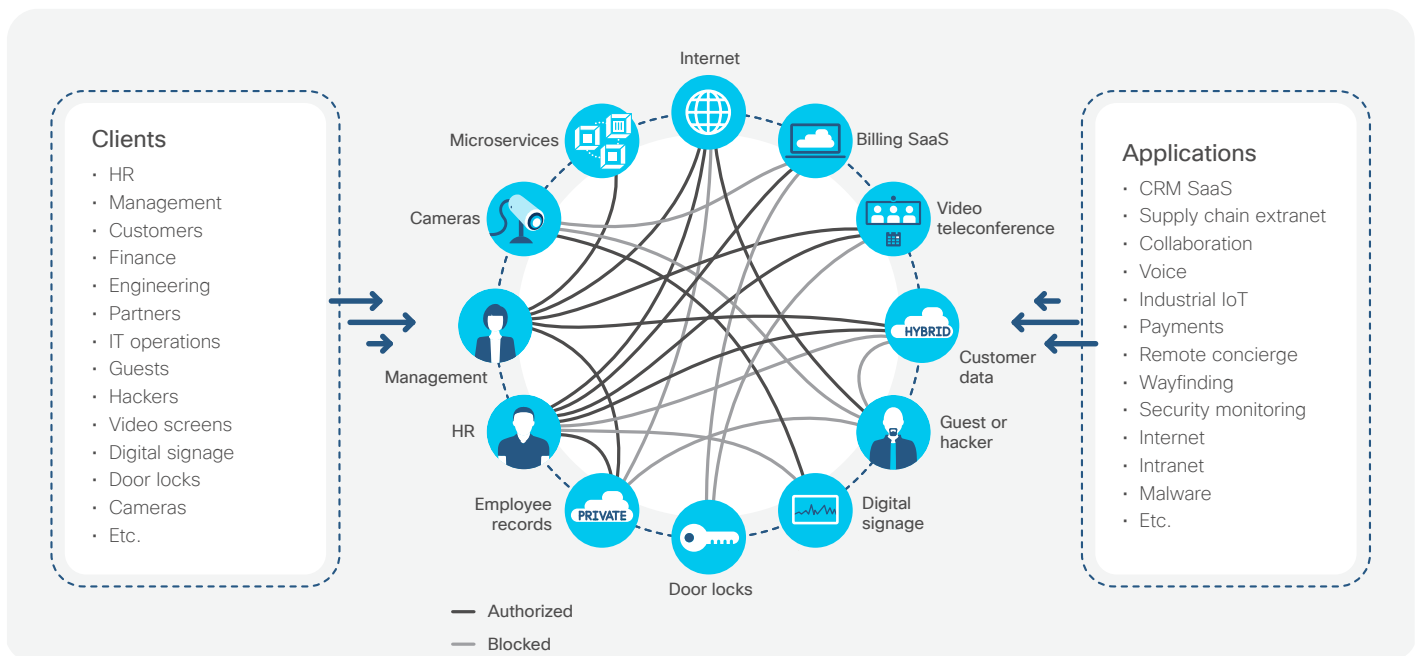 Clients
· HR
· Management
· Customers
· Finance
· Engineering
· Partners
· IT operations
· Guests
· Hackers
· Video screens
· Digital signage
· Door locks
· Cameras
· Etc.
Internet
Microservices
Billing SaaS
Cameras
Video
teleconference
Management
HYBRID
Customer
data
HR
Guest or
hacker
Employee
records
PRIVATE
Digital
signage
Door locks
Authorized
Blocked
Applications
· CRM SaaS
· Supply chain extranet
· Collaboration
· Voice
· Industrial IoT
· Payments
· Remote concierge
· Wayfinding
· Security monitoring
· Internet
· Intranet
· Malware
· Etc.